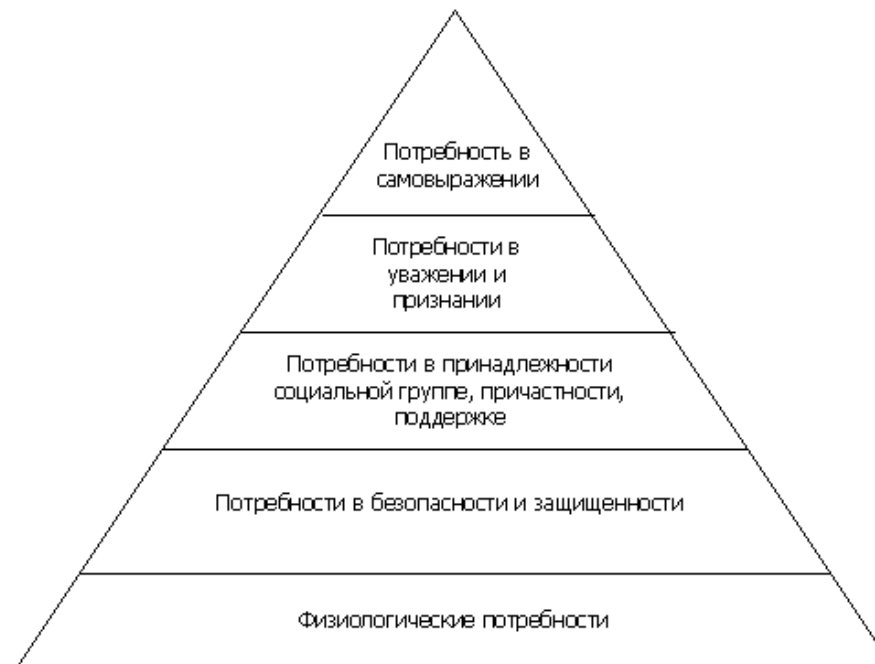 Потребность в
самовыражении
Потребности в
уважении и
признании
Потребности в принадлежности
социальной группе, причастности,
поддержке
Потребности в безопасности и защищенности
Физиологические потребности